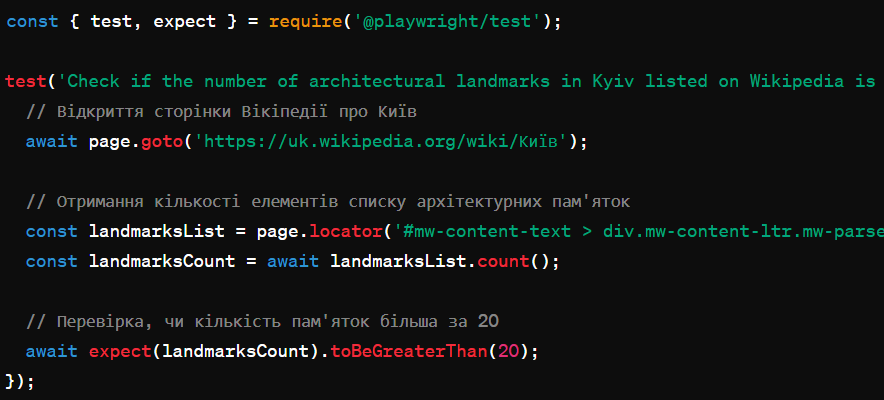 const { test, expect } = require('@playwright/test');
test('Check if the number of architectural landmarks in Kyiv listed on Wikipedia is
// Відкриття сторінки Вікіпедії про Київ
await page.goto('https://uk.wikipedia.org/wiki/Київ');
// Отримання кількості елементів списку архітектурних пам'яток
const landmarksList = page.locator('#mw-content-text > div.mw-content-ltr.mw-parse
const landmarksCount = await landmarksList.count();
// Перевірка, чи кількість пам'яток більша за 20
await expect(landmarksCount).toBeGreaterThan(20);
});